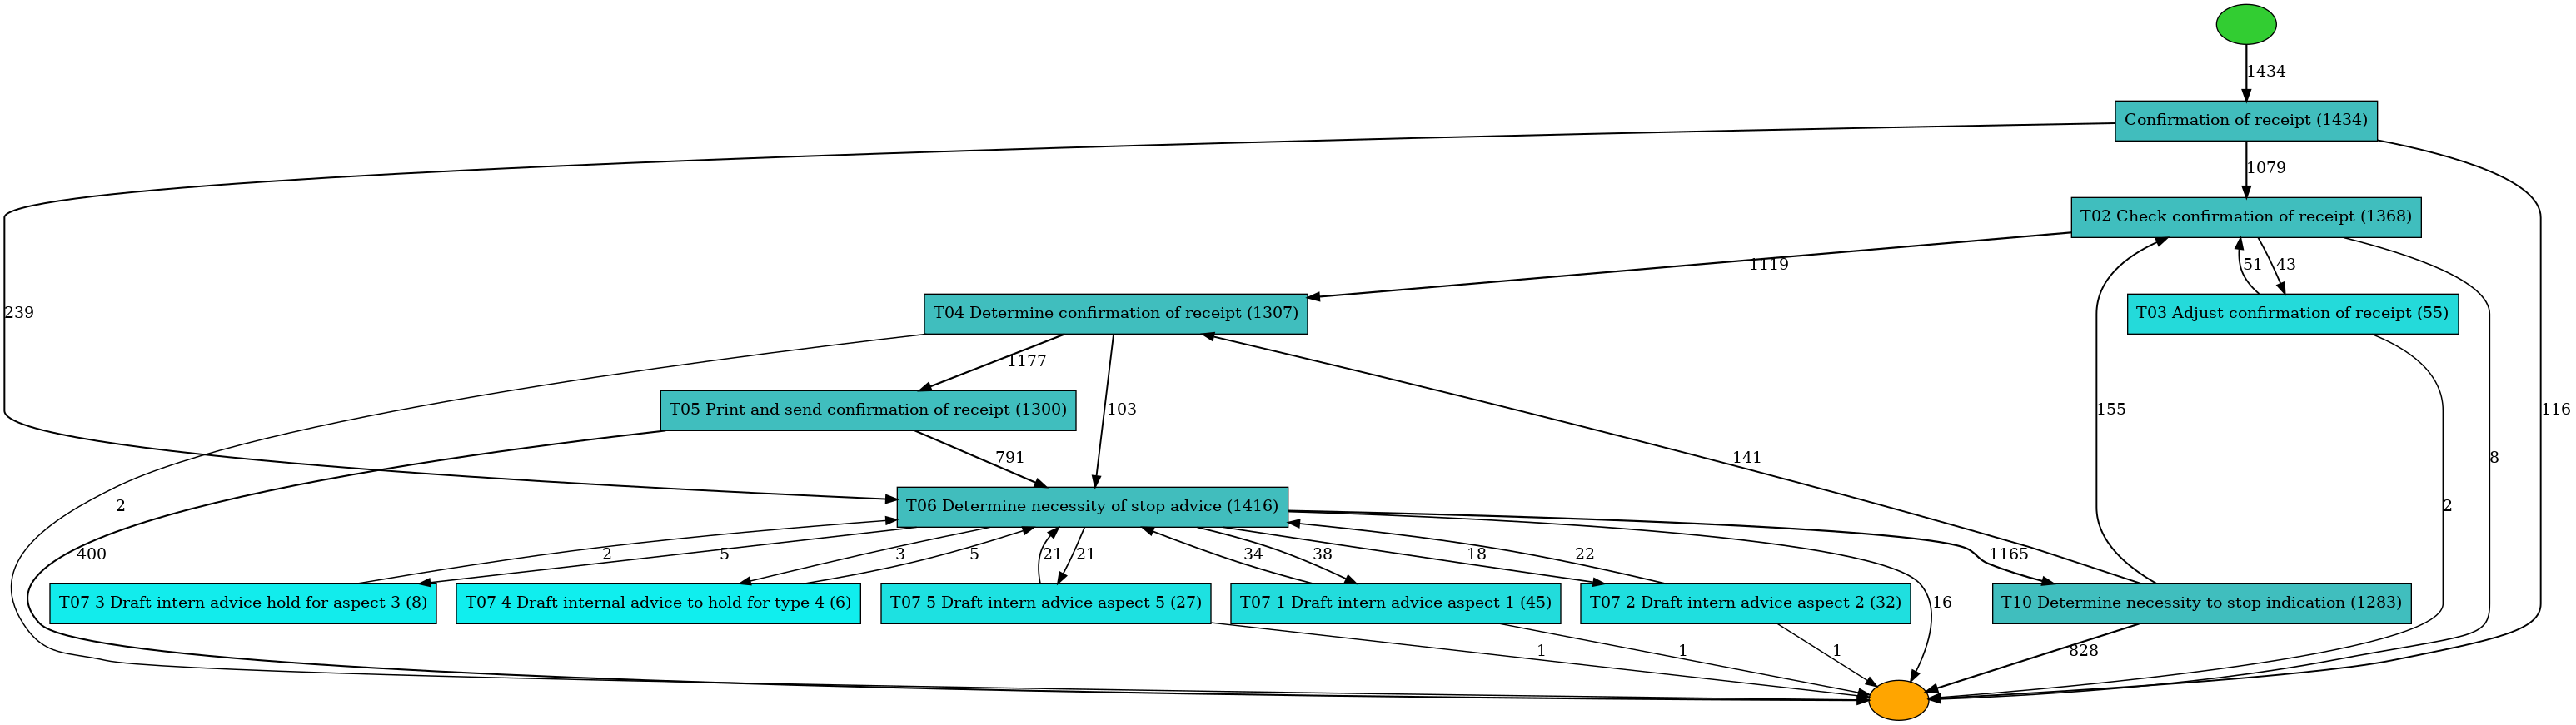 1434
Confirmation of receipt (1434)
1079
T02 Check confirmation of receipt (1368)
1119
51
43
239
T04 Determine confirmation of receipt (1307)
T03 Adjust confirmation of receipt (55)
1177
T05 Print and send confirmation of receipt (1300)
103
155
116
791
141
8
T06 Determine necessity of stop advice (1416)
2
2
400
2
5
3
5
21
21
34
38
18
22
1165
T07-3 Draft intern advice hold for aspect 3 (8)
T07-4 Draft internal advice to hold for type 4 (6)
T07-5 Draft intern advice aspect 5 (27)
T07-1 Draft intern advice aspect 1 (45)
T07-2 Draft intern advice aspect 2 (32)
16
T10 Determine necessity to stop indication (1283)
1
1
1
828